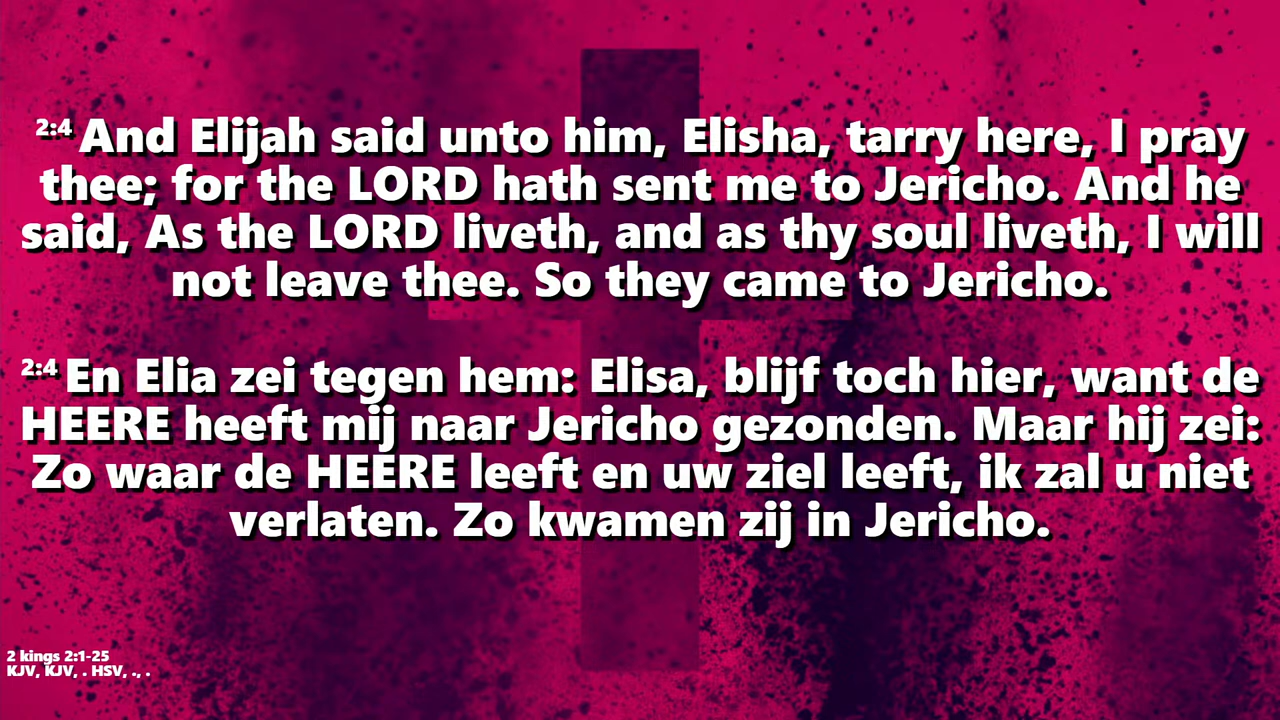 2:4 And Elijah said unto him, Elisha, tarry here, I pray
thee; for the LORD hath sent me to Jericho. And he
said, As the LORD liveth, and as thy soul liveth, I will
not leave thee. So they came to Jericho.
2:4 En Elia zei tegen hem: Elisa, blijf toch hier, want de
HEERE heeft mij naar Jericho gezonden. Maar hij zei:
Zo waar de HEERE leeft en uw ziel leeft, ik zal u niet
verlaten. Zo kwamen zij in Jericho.
2 kings 2:1-25
KJV, KJV, . HSV, ., .